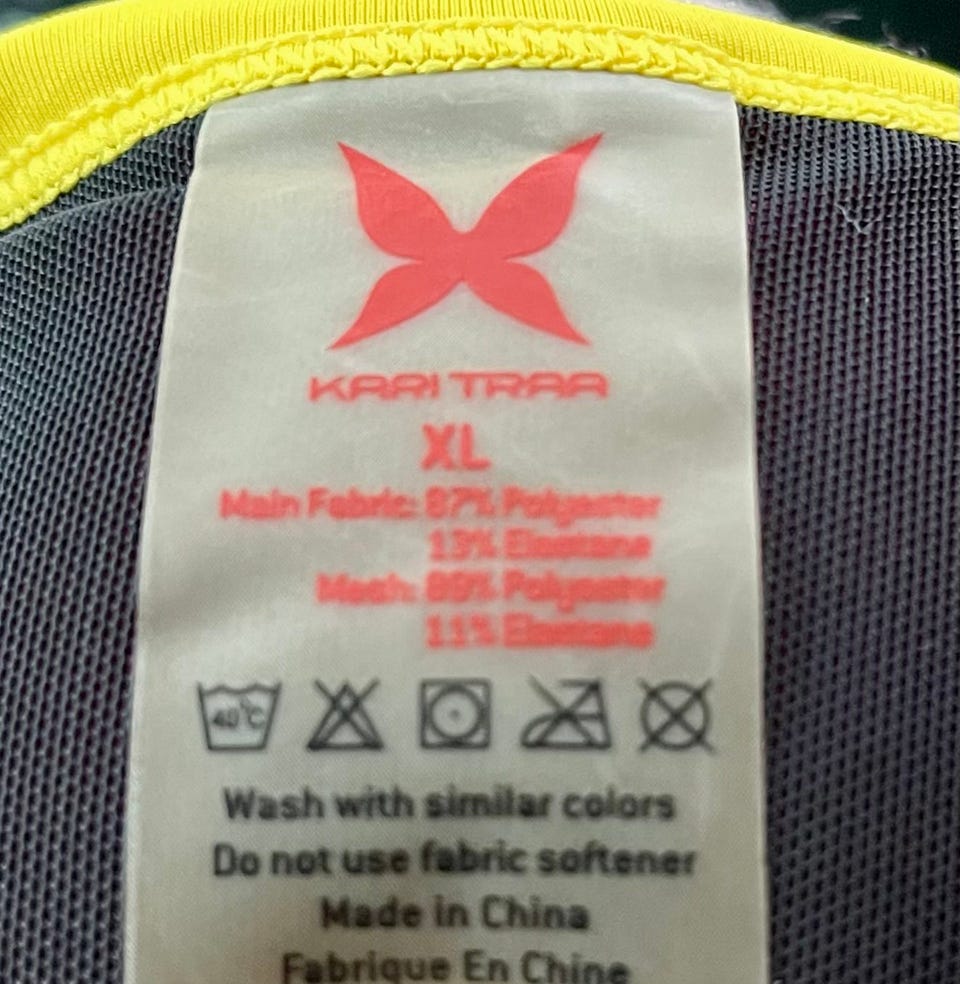 KARI TRAA
XL
Main Fabric: 87% Polyester
13% Elastane
Mesh: 89% Polyester
11% Elastane
40°C
Wash with similar colors
Do not use fabric softener
Made in China
Fabrique En Chine